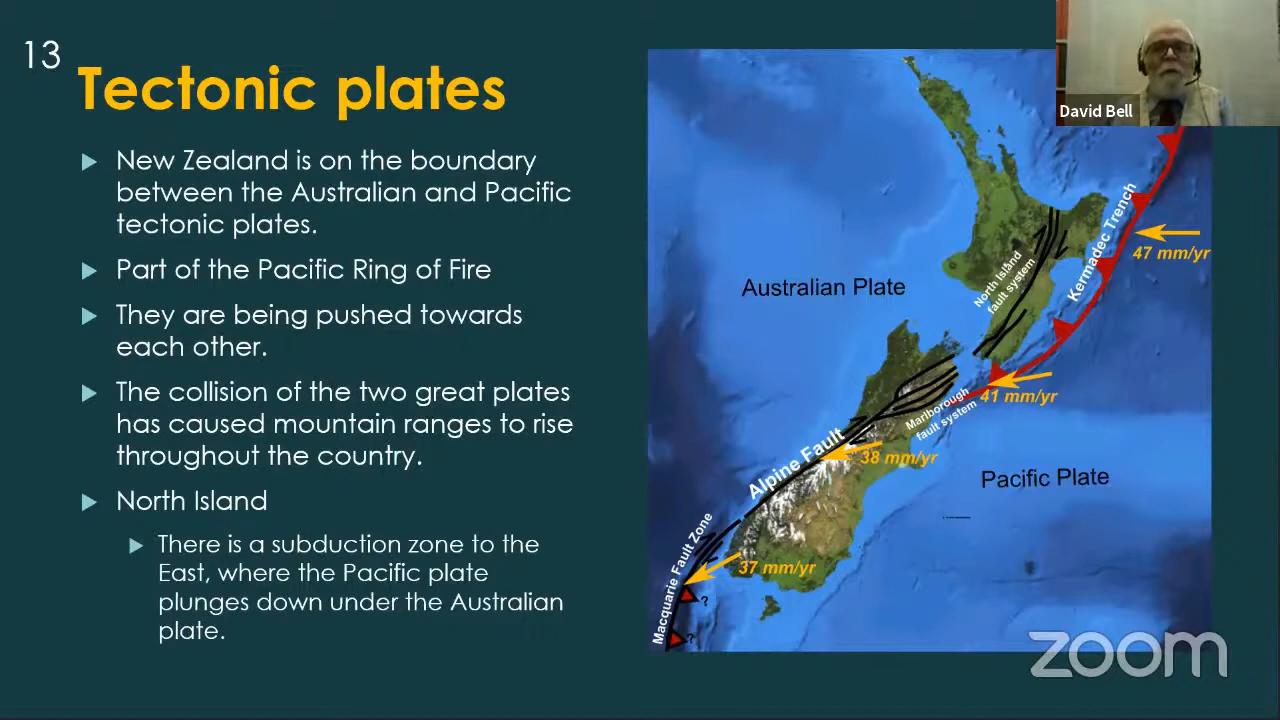 13
Tectonic plates
New Zealand is on the boundary
between the Australian and Pacific
tectonic plates.
Part of the Pacific Ring of Fire
They are being pushed towards
each other.
The collision of the two great plates
has caused mountain ranges to rise
throughout the country.
North Island
There is a subduction zone to the
East, where the Pacific plate
plunges down under the Australian
plate.
David Bell
Kermadec Trench
47 mm/yr
North Island
fault system
Australian Plate
41 mm/yr
Marlborough
fault system
Alpine Fault
38 mm/yr
Pacific Plate
Macquarie Fault Zone
37 mm/yr
?
?
zoom